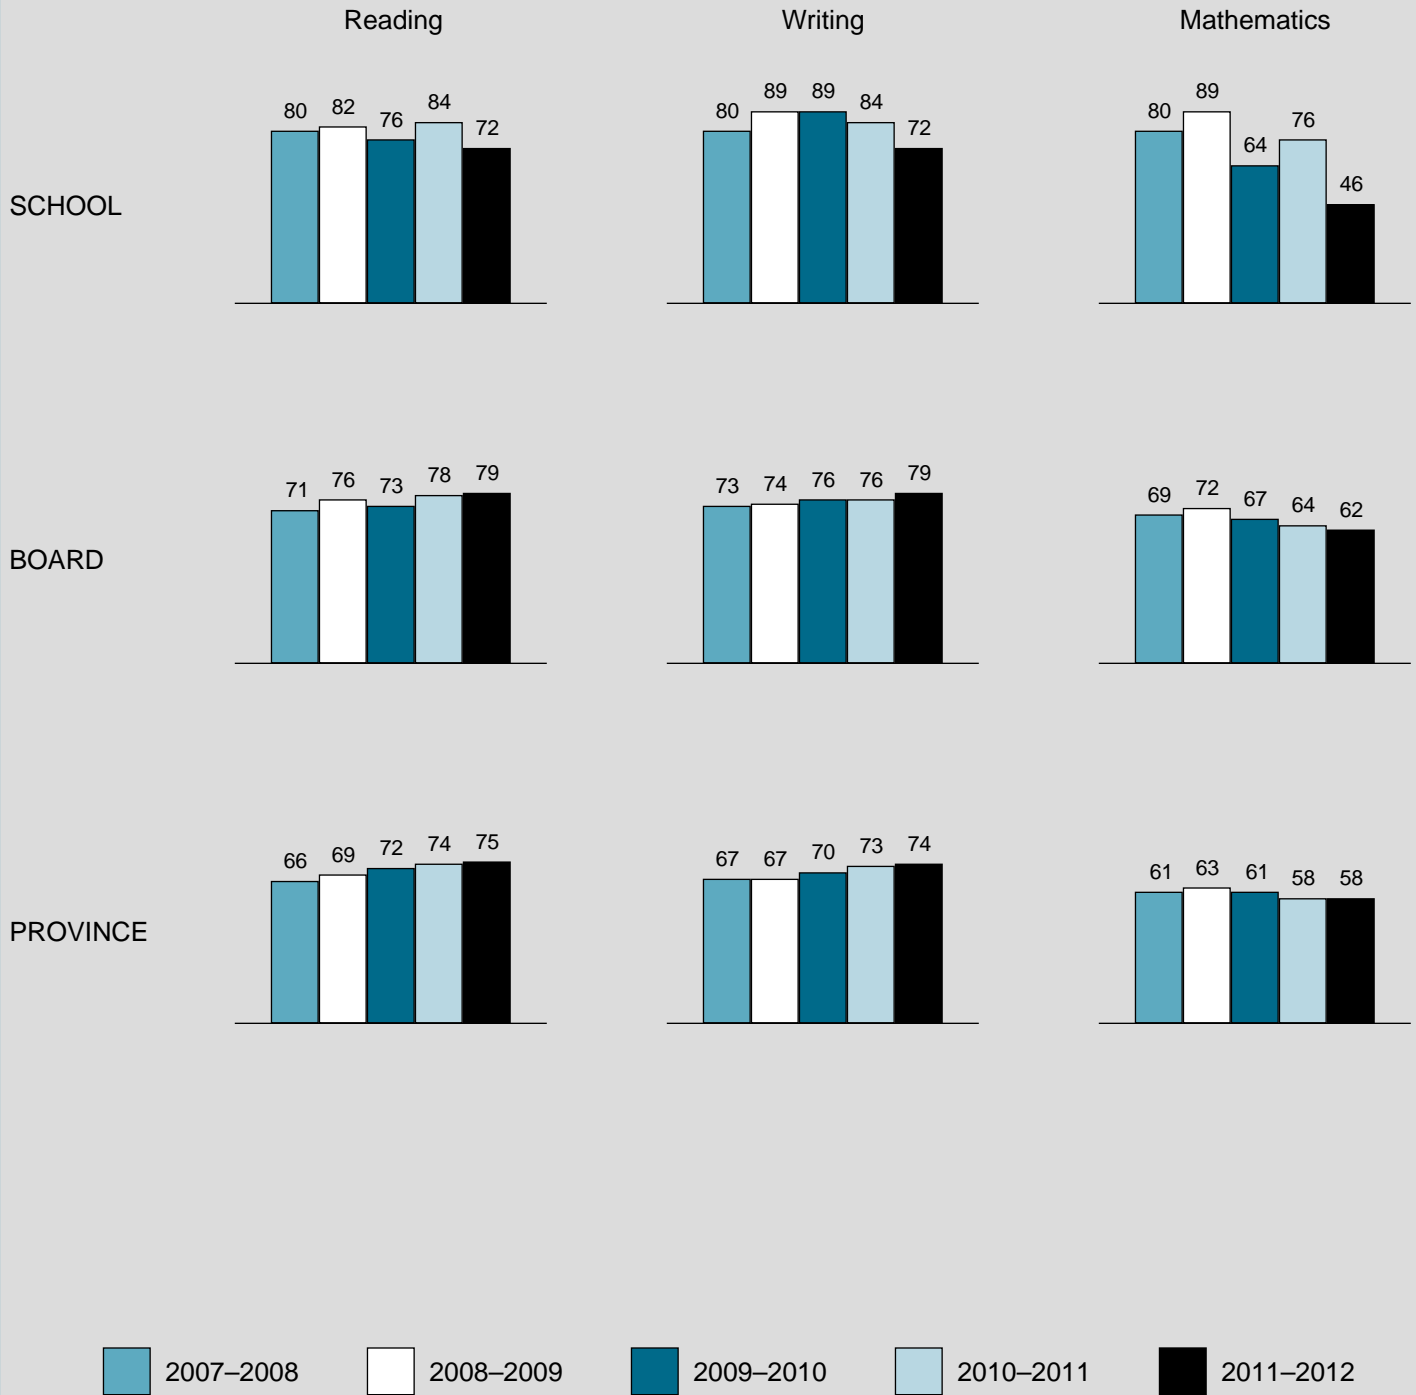 Reading Writing Mathematics
80 82 76 84 72 80 89 89 84 72 80 89 64 76 46
SCHOOL
71 76 73 78 79 73 74 76 76 79 69 72 67 64 62
BOARD
66 69 72 74 75 67 67 70 73 74 61 63 61 58 58
PROVINCE
2007–2008 2008–2009 2009–2010 2010–2011 2011–2012